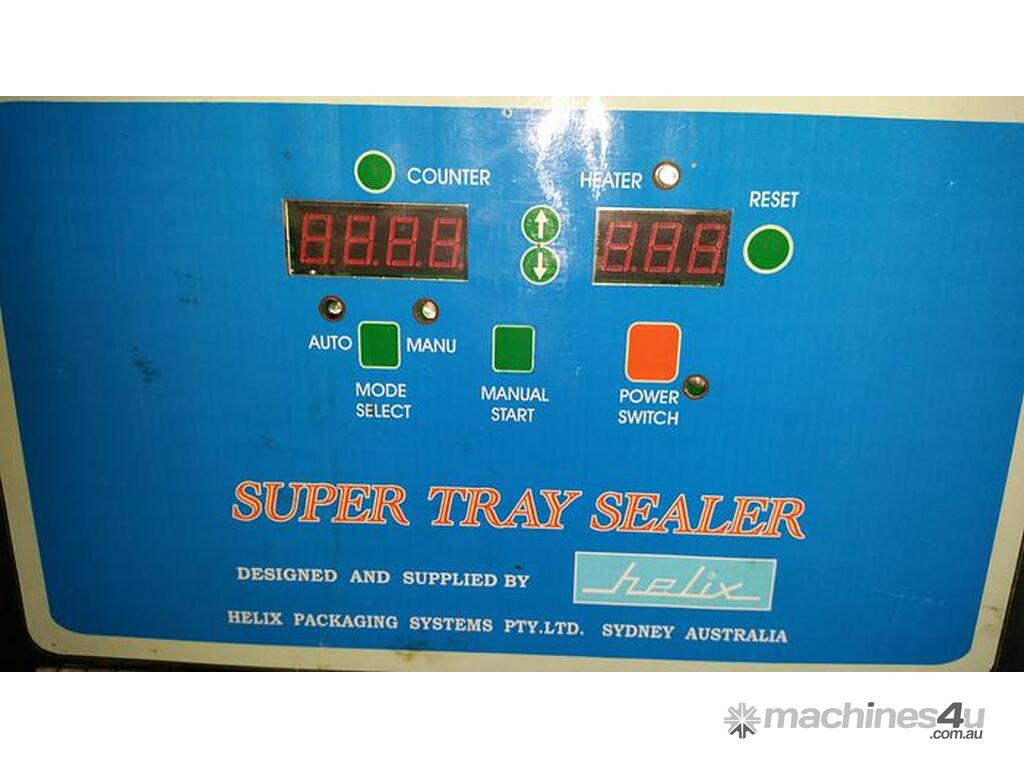 COUNTER
HEATER
RESET
AUTO
MANU
MODE
SELECT
MANUAL
START
POWER
SWITCH
SUPER TRAY SEALER
DESIGNED AND SUPPLIED BY helix
HELIX PACKAGING SYSTEMS PTY.LTD. SYDNEY AUSTRALIA
machines4u
.com.au